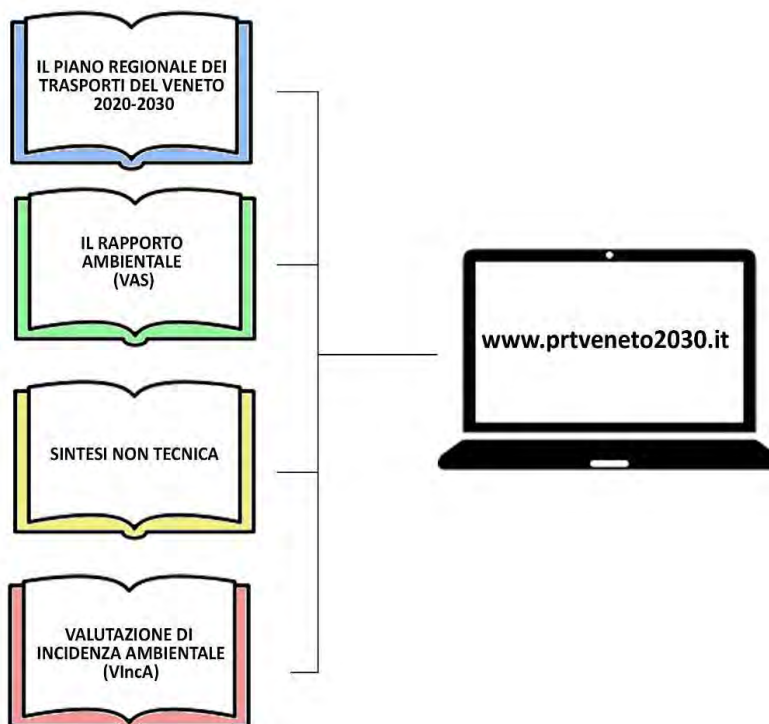 IL PIANO REGIONALE DEI
TRASPORTI DEL VENETO
2020-2030
IL RAPPORTO
AMBIENTALE
(VAS)
SINTESI NON TECNICA
VALUTAZIONE DI
INCIDENZA AMBIENTALE
(VIncA)
www.prtveneto2030.it